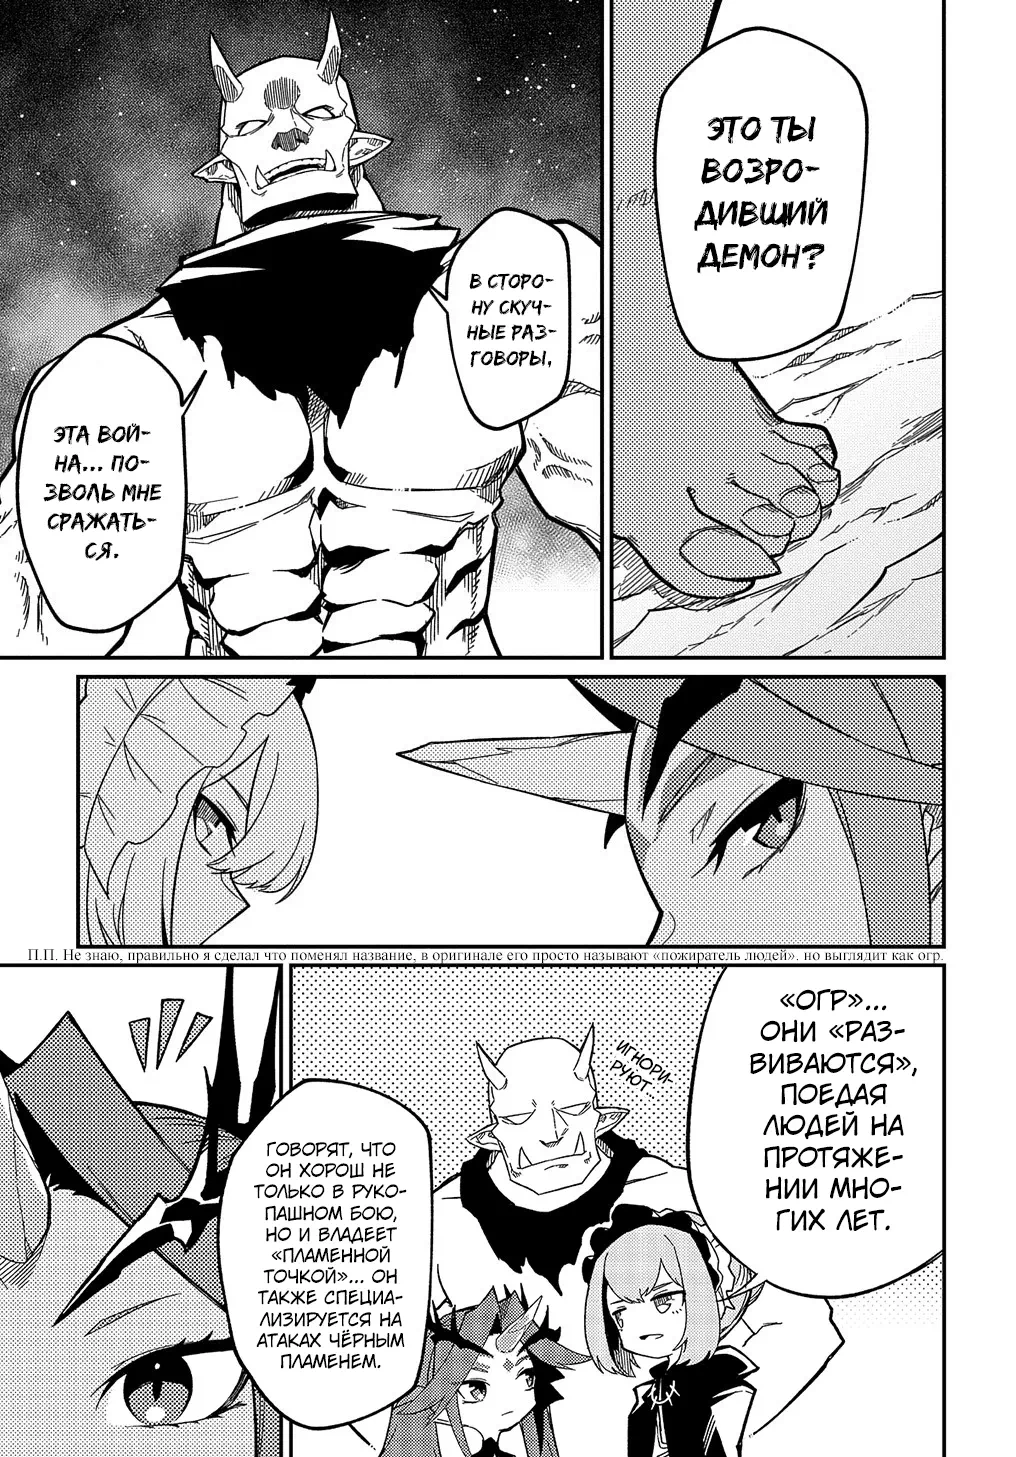 ЭТО ТЫ
ВОЗРО-
ДИВШИЙ
ДЕМОН?
В СТОРО-
НУ СКУЧ-
НЫЕ РАЗ-
ГОВОРЫ,
ЭТА ВОЙ-
НА... ПО-
ЗВОЛЬ МНЕ
СРАЖАТЬ-
СЯ.
П.П. Не знаю, правильно я сделал что поменял название, в оригинале его просто называют «пожиратель людей». но выглядит как огр.
«ОГР»...
ОНИ «РАЗ-
ВИВАЮТСЯ»,
ПОЕДАЯ
ЛЮДЕЙ НА
ПРОТЯЖЕ-
НИИ МНО-
ГИХ ЛЕТ.
ИГНОРИ-
РУЮТ...
ГОВОРЯТ, ЧТО
ОН ХОРОШ НЕ
ТОЛЬКО В РУКО-
ПАШНОМ БОЮ,
НО И ВЛАДЕЕТ
«ПЛАМЕННОЙ
ТОЧКОЙ»... ОН
ТАКЖЕ СПЕЦИА-
ЛИЗИРУЕТСЯ НА
АТАКАХ ЧЁРНЫМ
ПЛАМЕНЕМ.